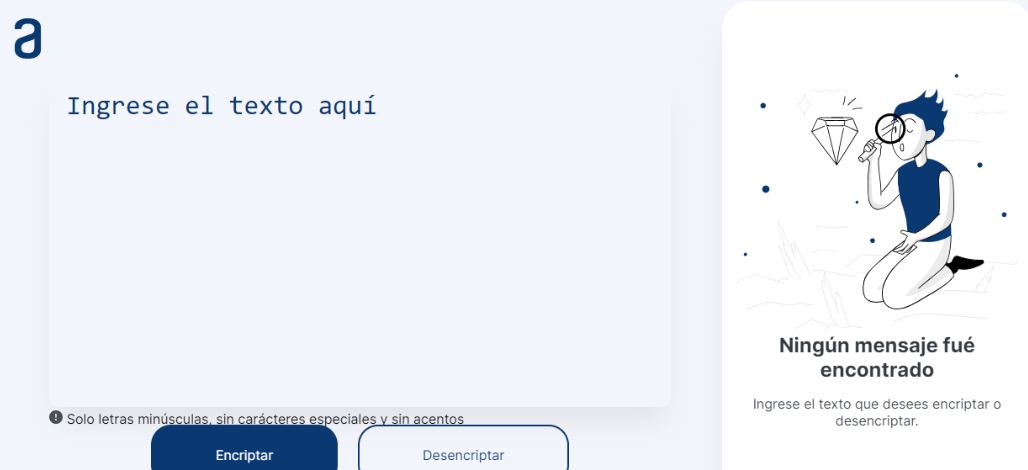 a
Ingrese el texto aquí
Solo letras minúsculas, sin carácteres especiales y sin acentos
Encriptar
Desencriptar
Ningún mensaje fué
encontrado
Ingrese el texto que desees encriptar o
desencriptar.